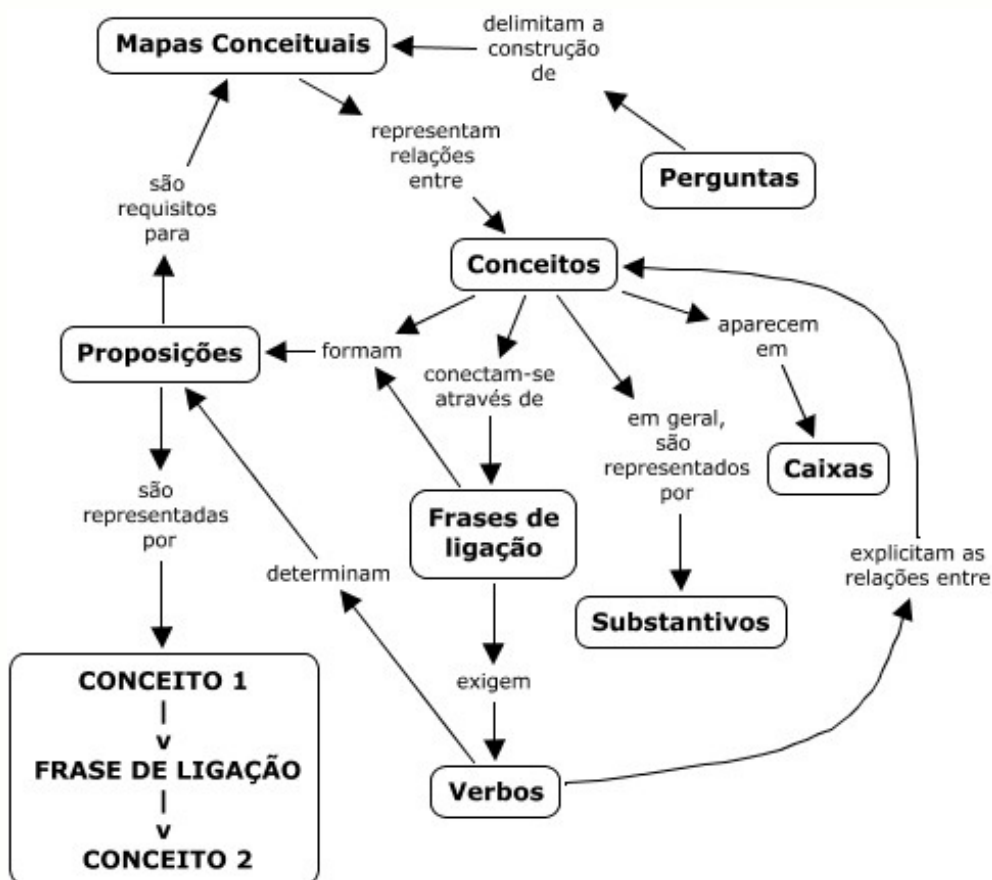 Mapas Conceituais
delimitam a
construção
de
representam
relações
entre
Perguntas
são
requisitos
para
Conceitos
Proposições
formam
conectam-se
através de
aparecem
em
em geral,
são
representados
por
Caixas
são
representadas
por
Frases de
ligação
determinam
explicitam as
relações entre
Substantivos
exigem
CONCEITO 1
|
v
FRASE DE LIGAÇÃO
|
v
CONCEITO 2
Verbos